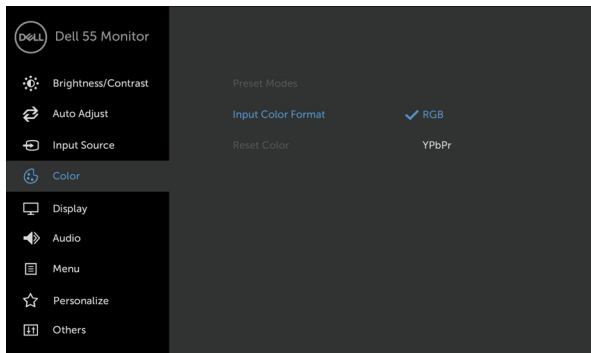 DELL Dell 55 Monitor
Brightness/Contrast
Preset Modes
Auto Adjust
Input Color Format
RGB
Input Source
Reset Color
YPbPr
Color
Display
Audio
Menu
Personalize
Others